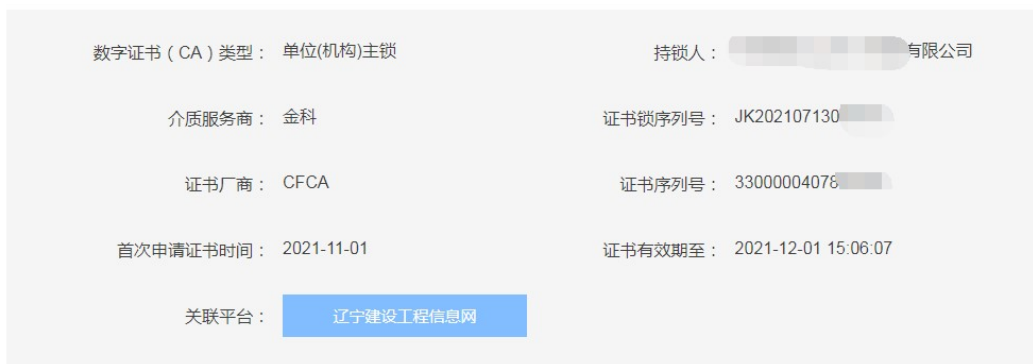 数字证书（CA）类型： 单位(机构)主锁 持锁人： 有限公司
介质服务商： 金科 证书锁序列号： JK202107130
证书厂商： CFCA 证书序列号： 33000004078
首次申请证书时间： 2021-11-01 证书有效期至： 2021-12-01 15:06:07
关联平台： 辽宁建设工程信息网